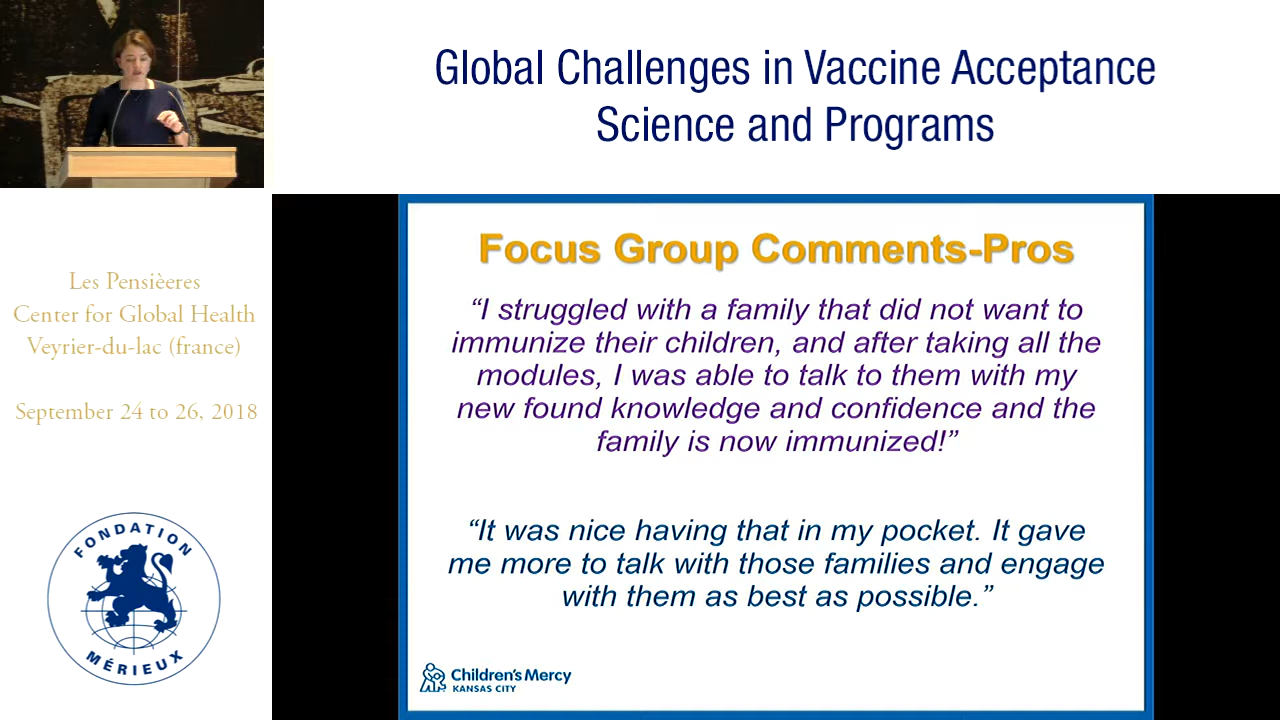 Global Challenges in Vaccine Acceptance
Science and Programs
Les Pensièeres
Center for Global Health
Veyrier-du-lac (france)
September 24 to 26, 2018
FONDATION
MÉRIEUX
Focus Group Comments-Pros
“I struggled with a family that did not want to
immunize their children, and after taking all the
modules, I was able to talk to them with my
new found knowledge and confidence and the
family is now immunized!”
“It was nice having that in my pocket. It gave
me more to talk with those families and engage
with them as best as possible.”
Children's Mercy
KANSAS CITY